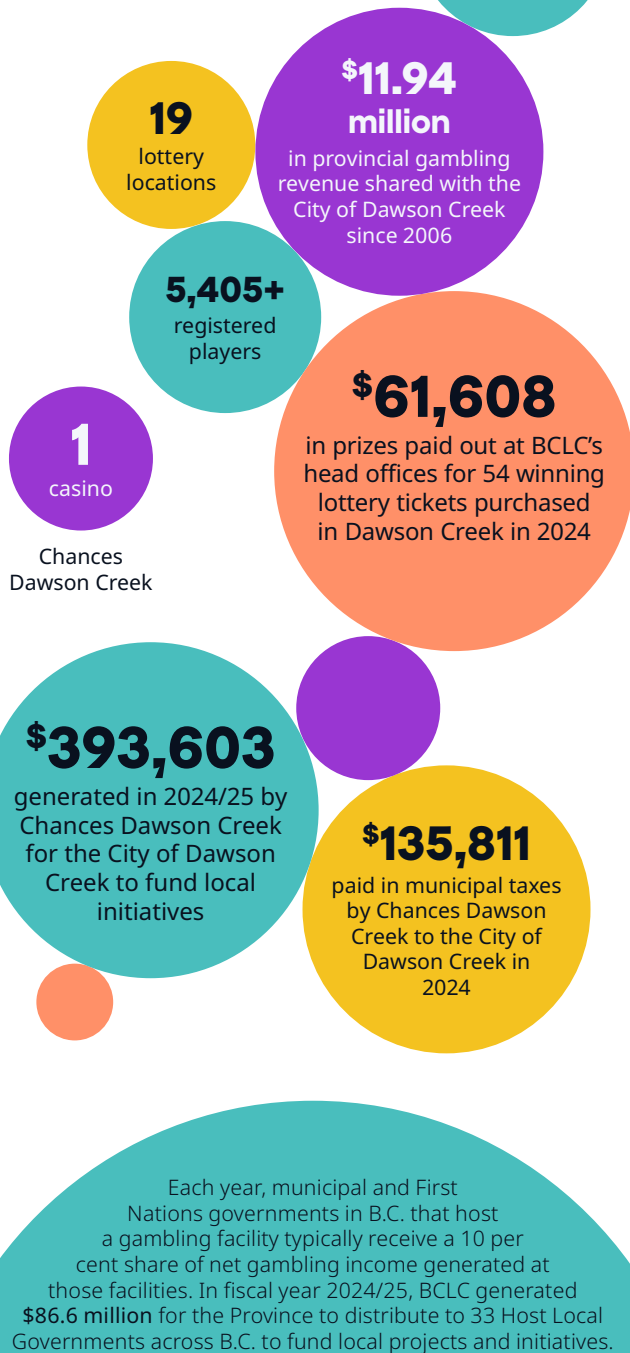 $11.94
million
in provincial gambling
revenue shared with the
City of Dawson Creek
since 2006
19
lottery
locations
5,405+
registered
players
$61,608
in prizes paid out at BCLC’s
head offices for 54 winning
lottery tickets purchased
in Dawson Creek in 2024
1
casino
Chances
Dawson Creek
$393,603
generated in 2024/25 by
Chances Dawson Creek
for the City of Dawson
Creek to fund local
initiatives
$135,811
paid in municipal taxes
by Chances Dawson
Creek to the City of
Dawson Creek in
2024
Each year, municipal and First
Nations governments in B.C. that host
a gambling facility typically receive a 10 per
cent share of net gambling income generated at
those facilities. In fiscal year 2024/25, BCLC generated
$86.6 million for the Province to distribute to 33 Host Local
Governments across B.C. to fund local projects and initiatives.